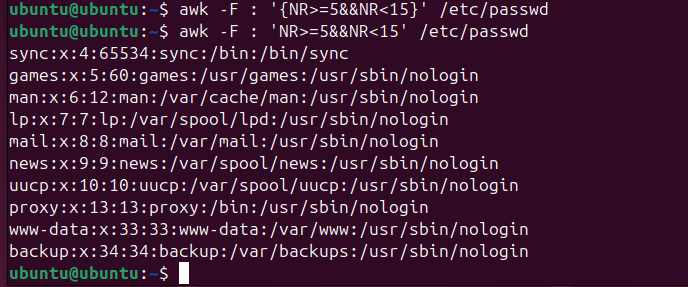 ubuntu@ubuntu:~$ awk -F : '{NR>=5&&NR<15}' /etc/passwd
ubuntu@ubuntu:~$ awk -F : 'NR>=5&&NR<15' /etc/passwd
sync:x:4:65534:sync:/bin:/bin/sync
games:x:5:60:games:/usr/games:/usr/sbin/nologin
man:x:6:12:man:/var/cache/man:/usr/sbin/nologin
lp:x:7:7:lp:/var/spool/lpd:/usr/sbin/nologin
mail:x:8:8:mail:/var/mail:/usr/sbin/nologin
news:x:9:9:news:/var/spool/news:/usr/sbin/nologin
uucp:x:10:10:uucp:/var/spool/uucp:/usr/sbin/nologin
proxy:x:13:13:proxy:/bin:/usr/sbin/nologin
www-data:x:33:33:www-data:/var/www:/usr/sbin/nologin
backup:x:34:34:backup:/var/backups:/usr/sbin/nologin
ubuntu@ubuntu:~$